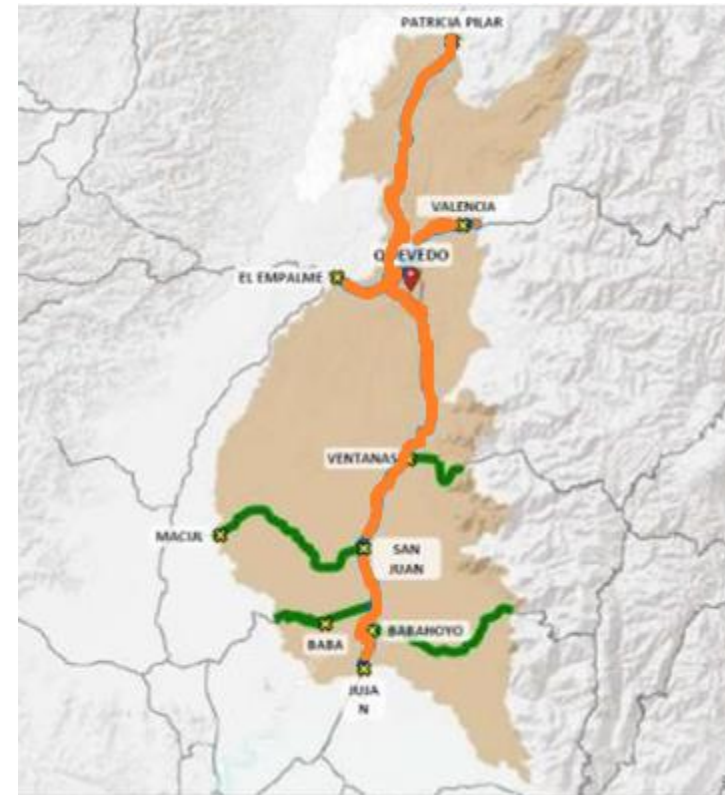 PATRICIA PILAR
VALENCIA
QUEVEDO
EL EMPALME
VENTANAS
MACUL
SAN
JUAN
BABAHOYO
BABA
JUJA
N